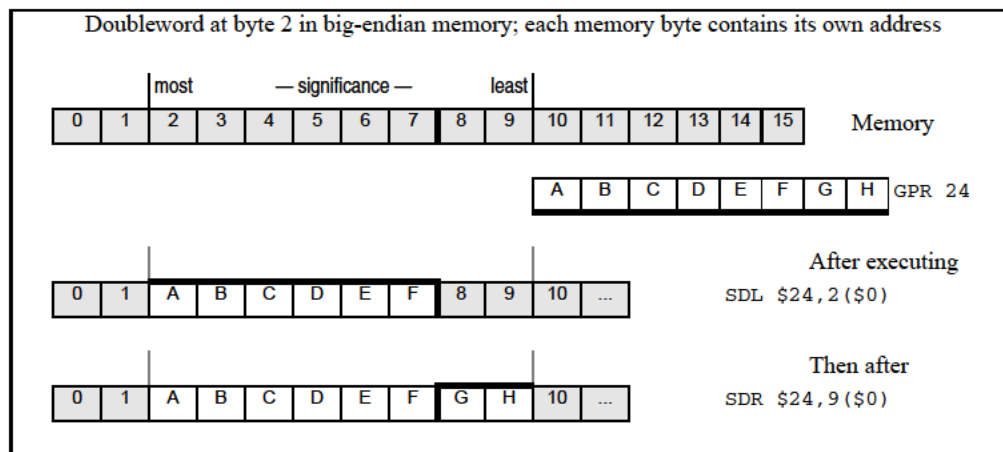 Doubleword at byte 2 in big-endian memory; each memory byte contains its own address
most — significance — least
0 1 2 3 4 5 6 7 8 9 10 11 12 13 14 15 Memory
A B C D E F G H GPR 24
After executing
0 1 A B C D E F 8 9 10 ... SDL $24,2($0)
Then after
0 1 A B C D E F G H 10 ... SDR $24,9($0)